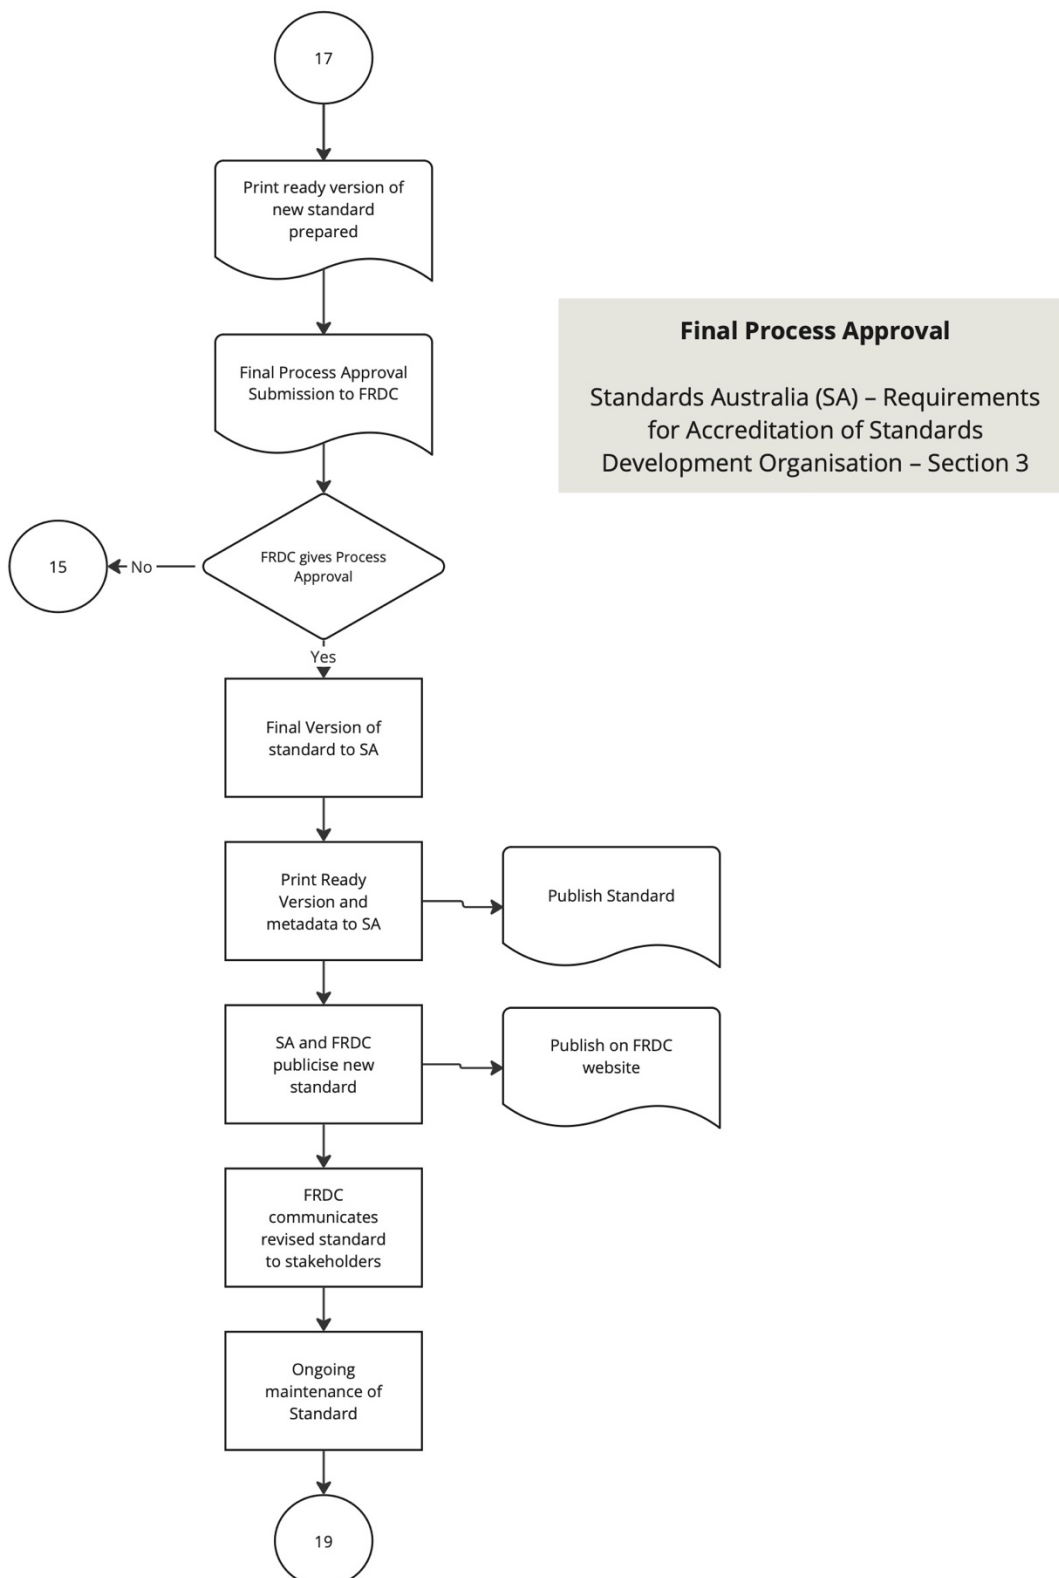 17
Print ready version of
new standard
prepared
Final Process Approval
Standards Australia (SA) – Requirements
for Accreditation of Standards
Development Organisation – Section 3
Final Process Approval
Submission to FRDC
FRDC gives Process
Approval
No
15
Yes
Final Version of
standard to SA
Print Ready
Version and
metadata to SA
Publish Standard
SA and FRDC
publicise new
standard
Publish on FRDC
website
FRDC
communicates
revised standard
to stakeholders
Ongoing
maintenance of
Standard
19